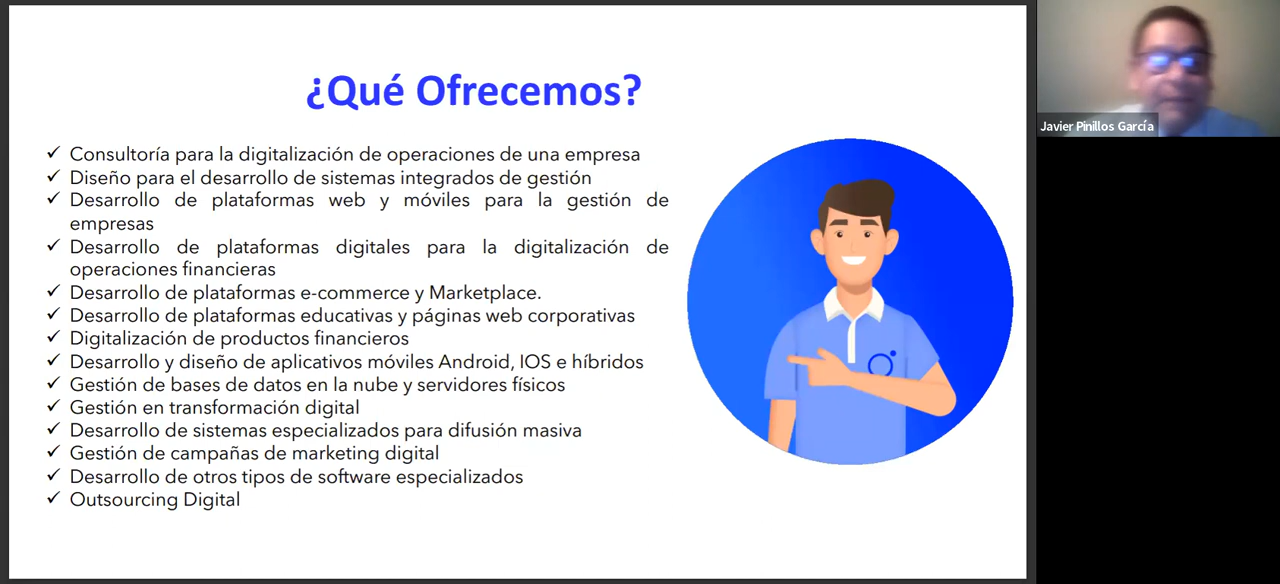 ¿Qué Ofrecemos?
✓ Consultoría para la digitalización de operaciones de una empresa
✓ Diseño para el desarrollo de sistemas integrados de gestión
✓ Desarrollo de plataformas web y móviles para la gestión de
empresas
✓ Desarrollo de plataformas digitales para la digitalización de
operaciones financieras
✓ Desarrollo de plataformas e-commerce y Marketplace.
✓ Desarrollo de plataformas educativas y páginas web corporativas
✓ Digitalización de productos financieros
✓ Desarrollo y diseño de aplicativos móviles Android, IOS e híbridos
✓ Gestión de bases de datos en la nube y servidores físicos
✓ Gestión en transformación digital
✓ Desarrollo de sistemas especializados para difusión masiva
✓ Gestión de campañas de marketing digital
✓ Desarrollo de otros tipos de software especializados
✓ Outsourcing Digital
Javier Pinillos García